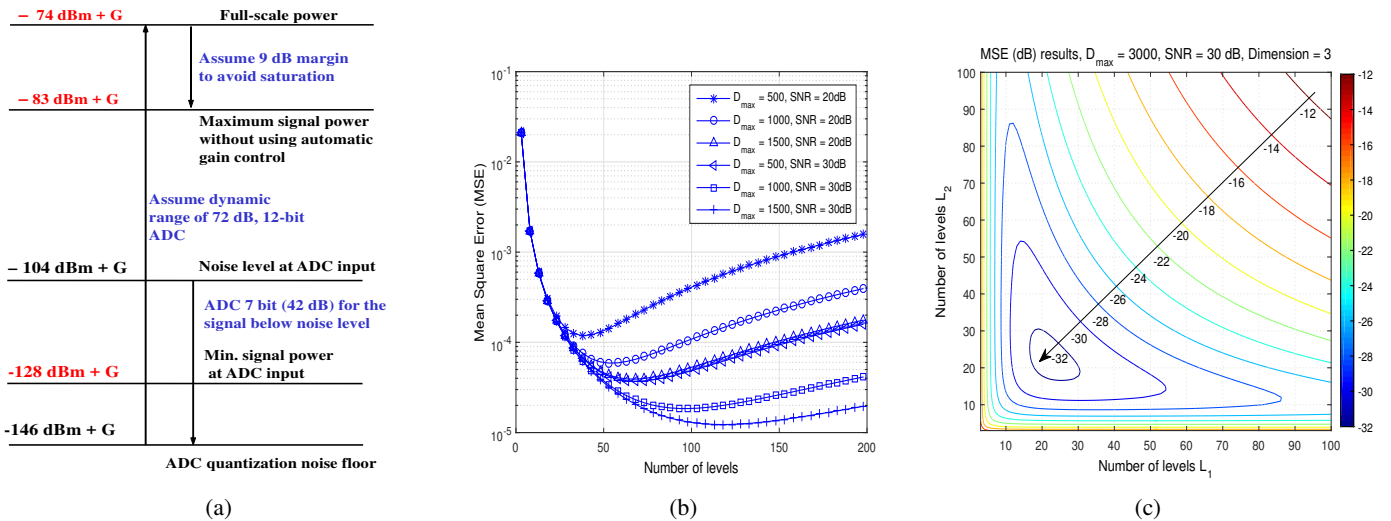 – 74 dBm + G
Full-scale power
Assume 9 dB margin
to avoid saturation
– 83 dBm + G
Maximum signal power
without using automatic
gain control
Assume dynamic
range of 72 dB, 12-bit
ADC
– 104 dBm + G
Noise level at ADC input
ADC 7 bit (42 dB) for the
signal below noise level
Min. signal power
at ADC input
-128 dBm + G
-146 dBm + G
ADC quantization noise floor
(a)
Mean Square Error (MSE)
10^-1
10^-2
10^-3
10^-4
10^-5
0 50 100 150 200
Number of levels
D_max = 500, SNR = 20dB
D_max = 1000, SNR = 20dB
D_max = 1500, SNR = 20dB
D_max = 500, SNR = 30dB
D_max = 1000, SNR = 30dB
D_max = 1500, SNR = 30dB
(b)
MSE (dB) results, D_max = 3000, SNR = 30 dB, Dimension = 3
Number of levels L_2
100
90
80
70
60
50
40
30
20
10
10 20 30 40 50 60 70 80 90 100
Number of levels L_1
-12
-14
-16
-18
-20
-22
-24
-26
-28
-30
-32
-12
-14
-16
-18
-20
-22
-24
-26
-28
-30
-32
(c)